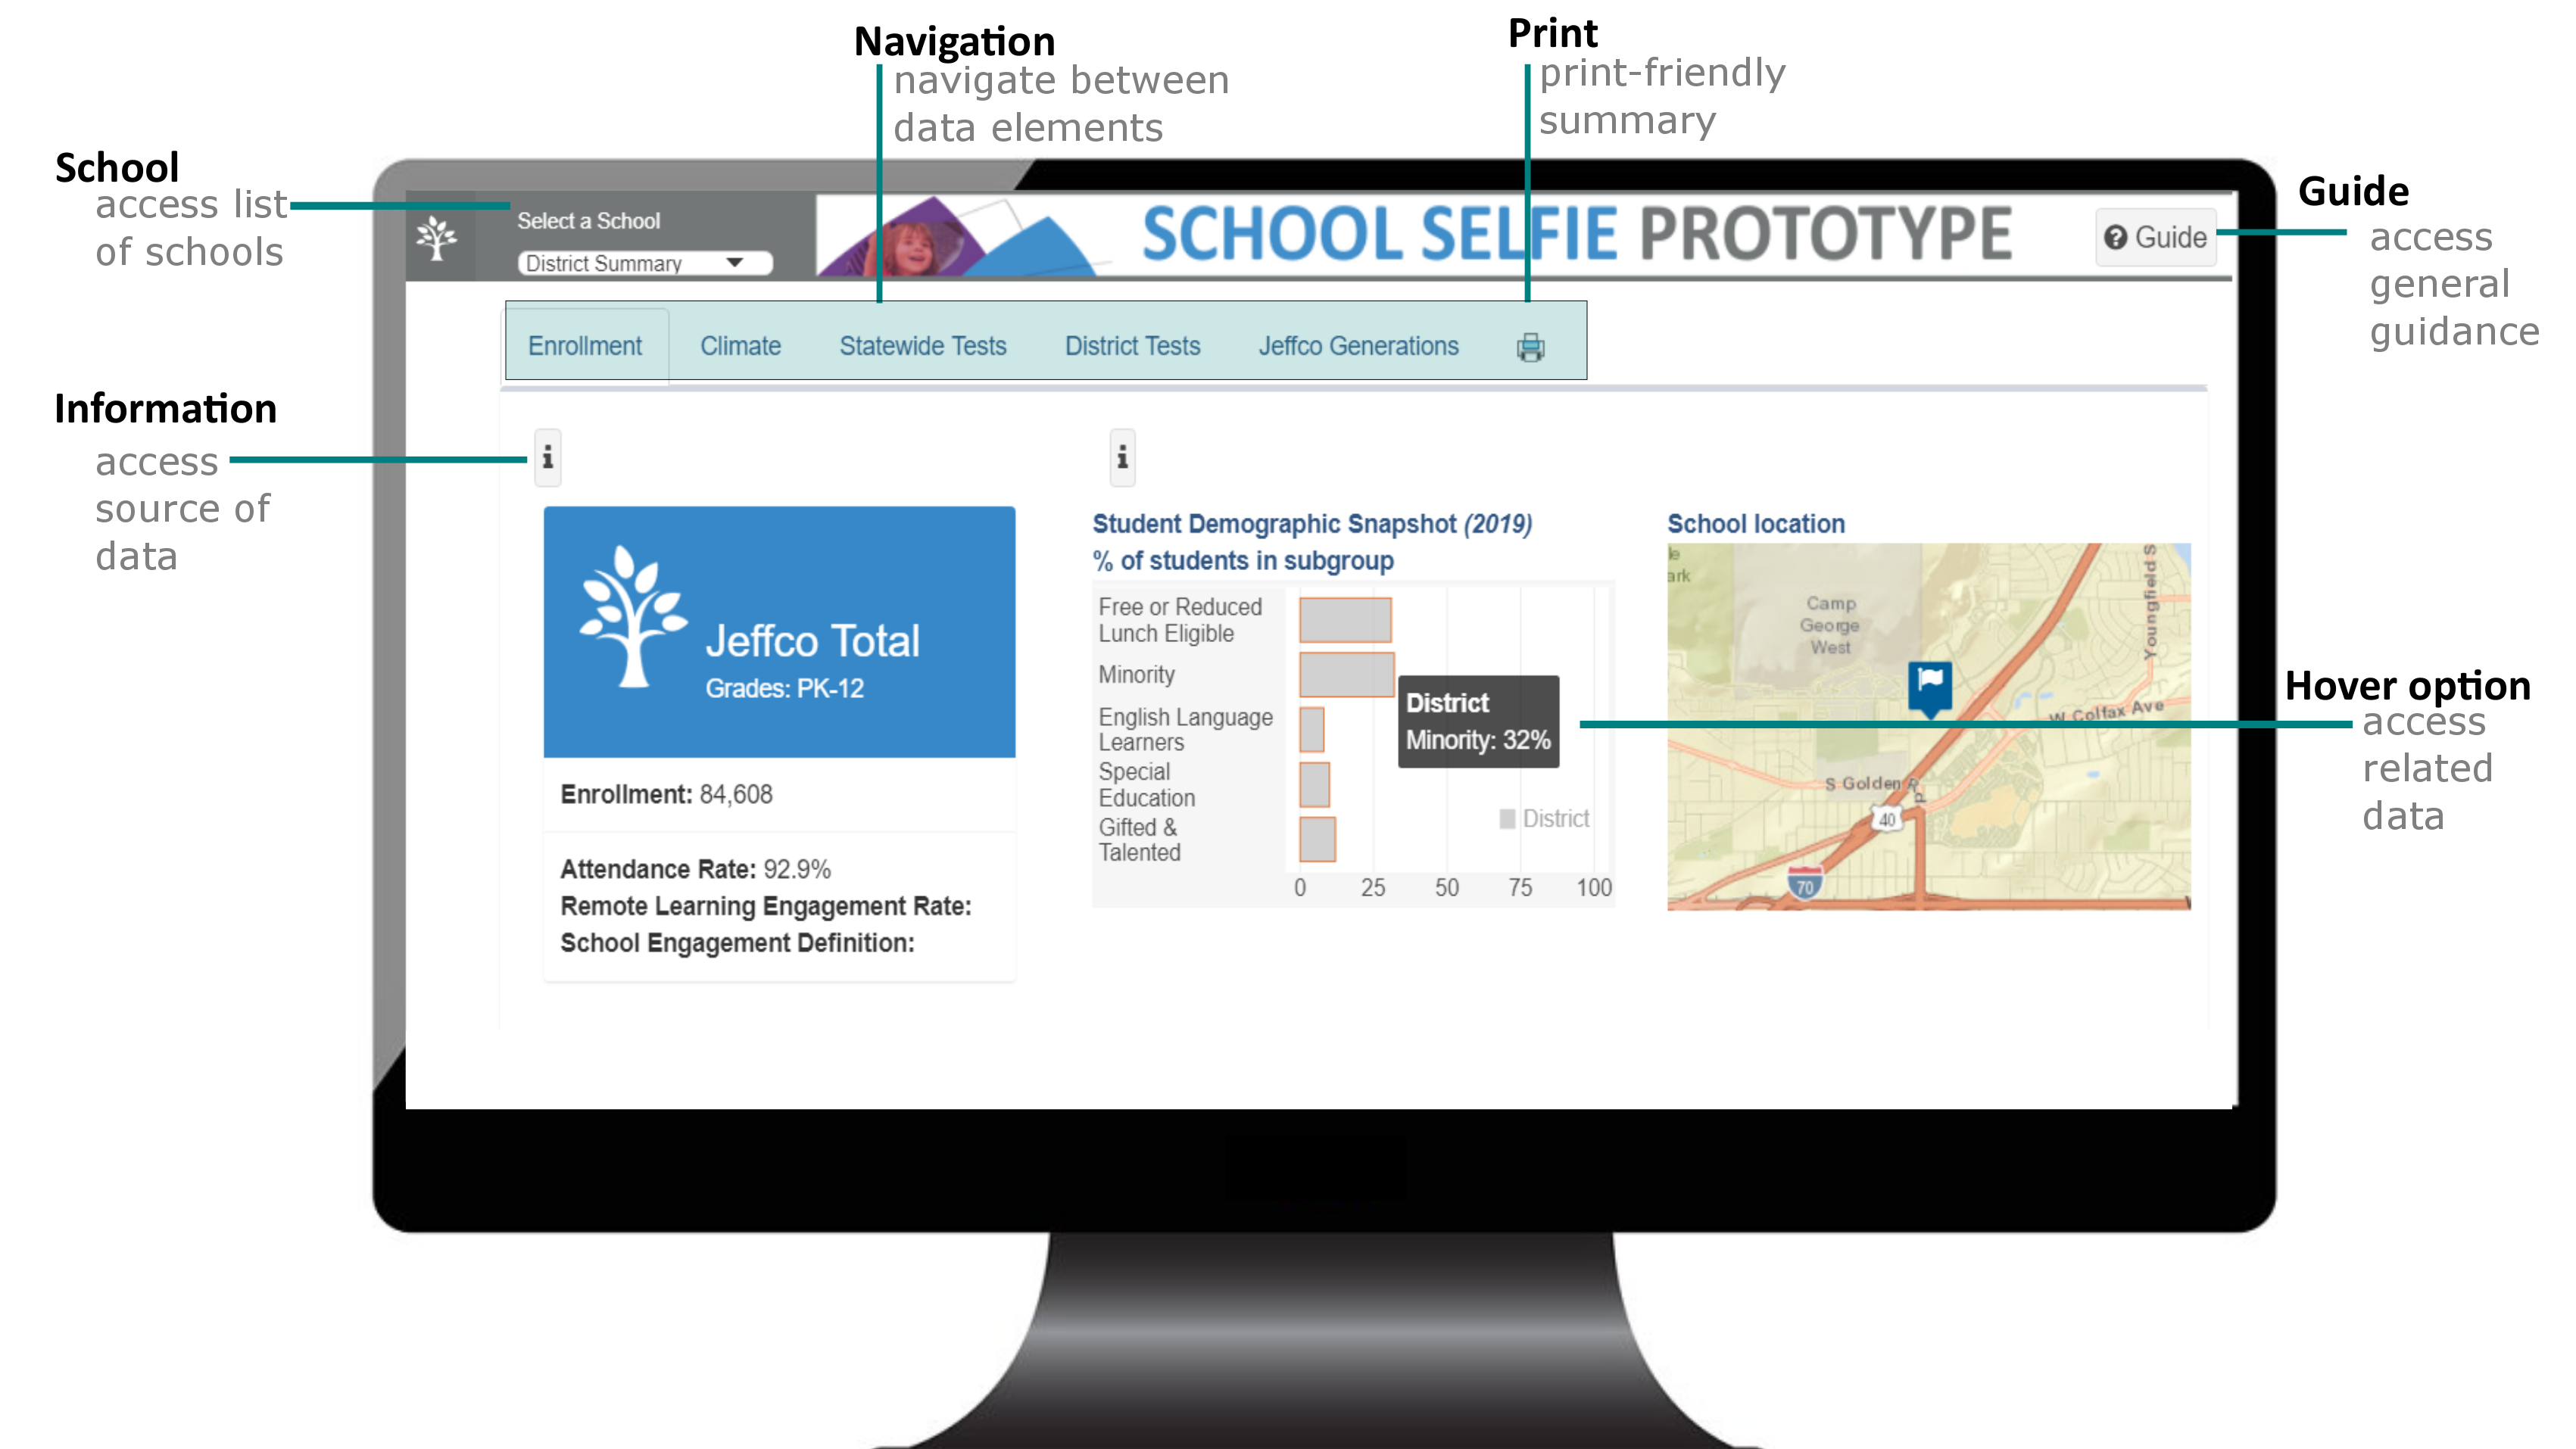 Navigation
navigate between
data elements
Print
print-friendly
summary
School
access list
of schools
Guide
access
general
guidance
Select a School
District Summary
SCHOOL SELFIE PROTOTYPE
Guide
Enrollment
Climate
Statewide Tests
District Tests
Jeffco Generations
Information
access
source of
data
i
i
Jeffco Total
Grades: PK-12
Enrollment: 84,608
Attendance Rate: 92.9%
Remote Learning Engagement Rate:
School Engagement Definition:
Student Demographic Snapshot (2019)
% of students in subgroup
Free or Reduced
Lunch Eligible
Minority
English Language
Learners
Special
Education
Gifted &
Talented
District
Minority: 32%
District
0 25 50 75 100
School location
ark
Camp
George
West
Youngfield S
W Colfax Ave
S Golden R
d
40
70
Hover option
access
related
data